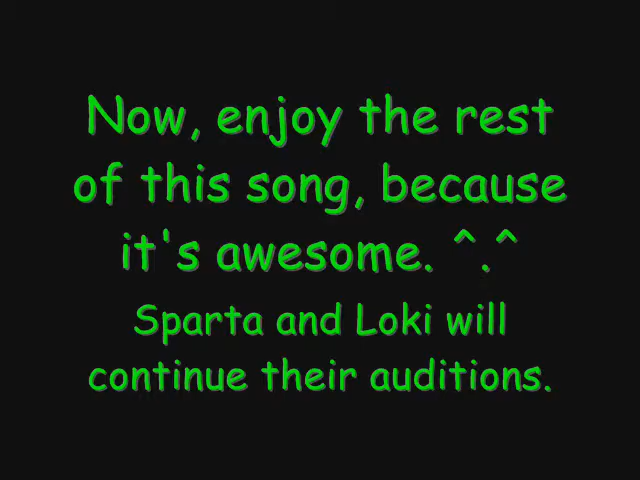 Now, enjoy the rest
of this song, because
it's awesome. ^.^
Sparta and Loki will
continue their auditions.